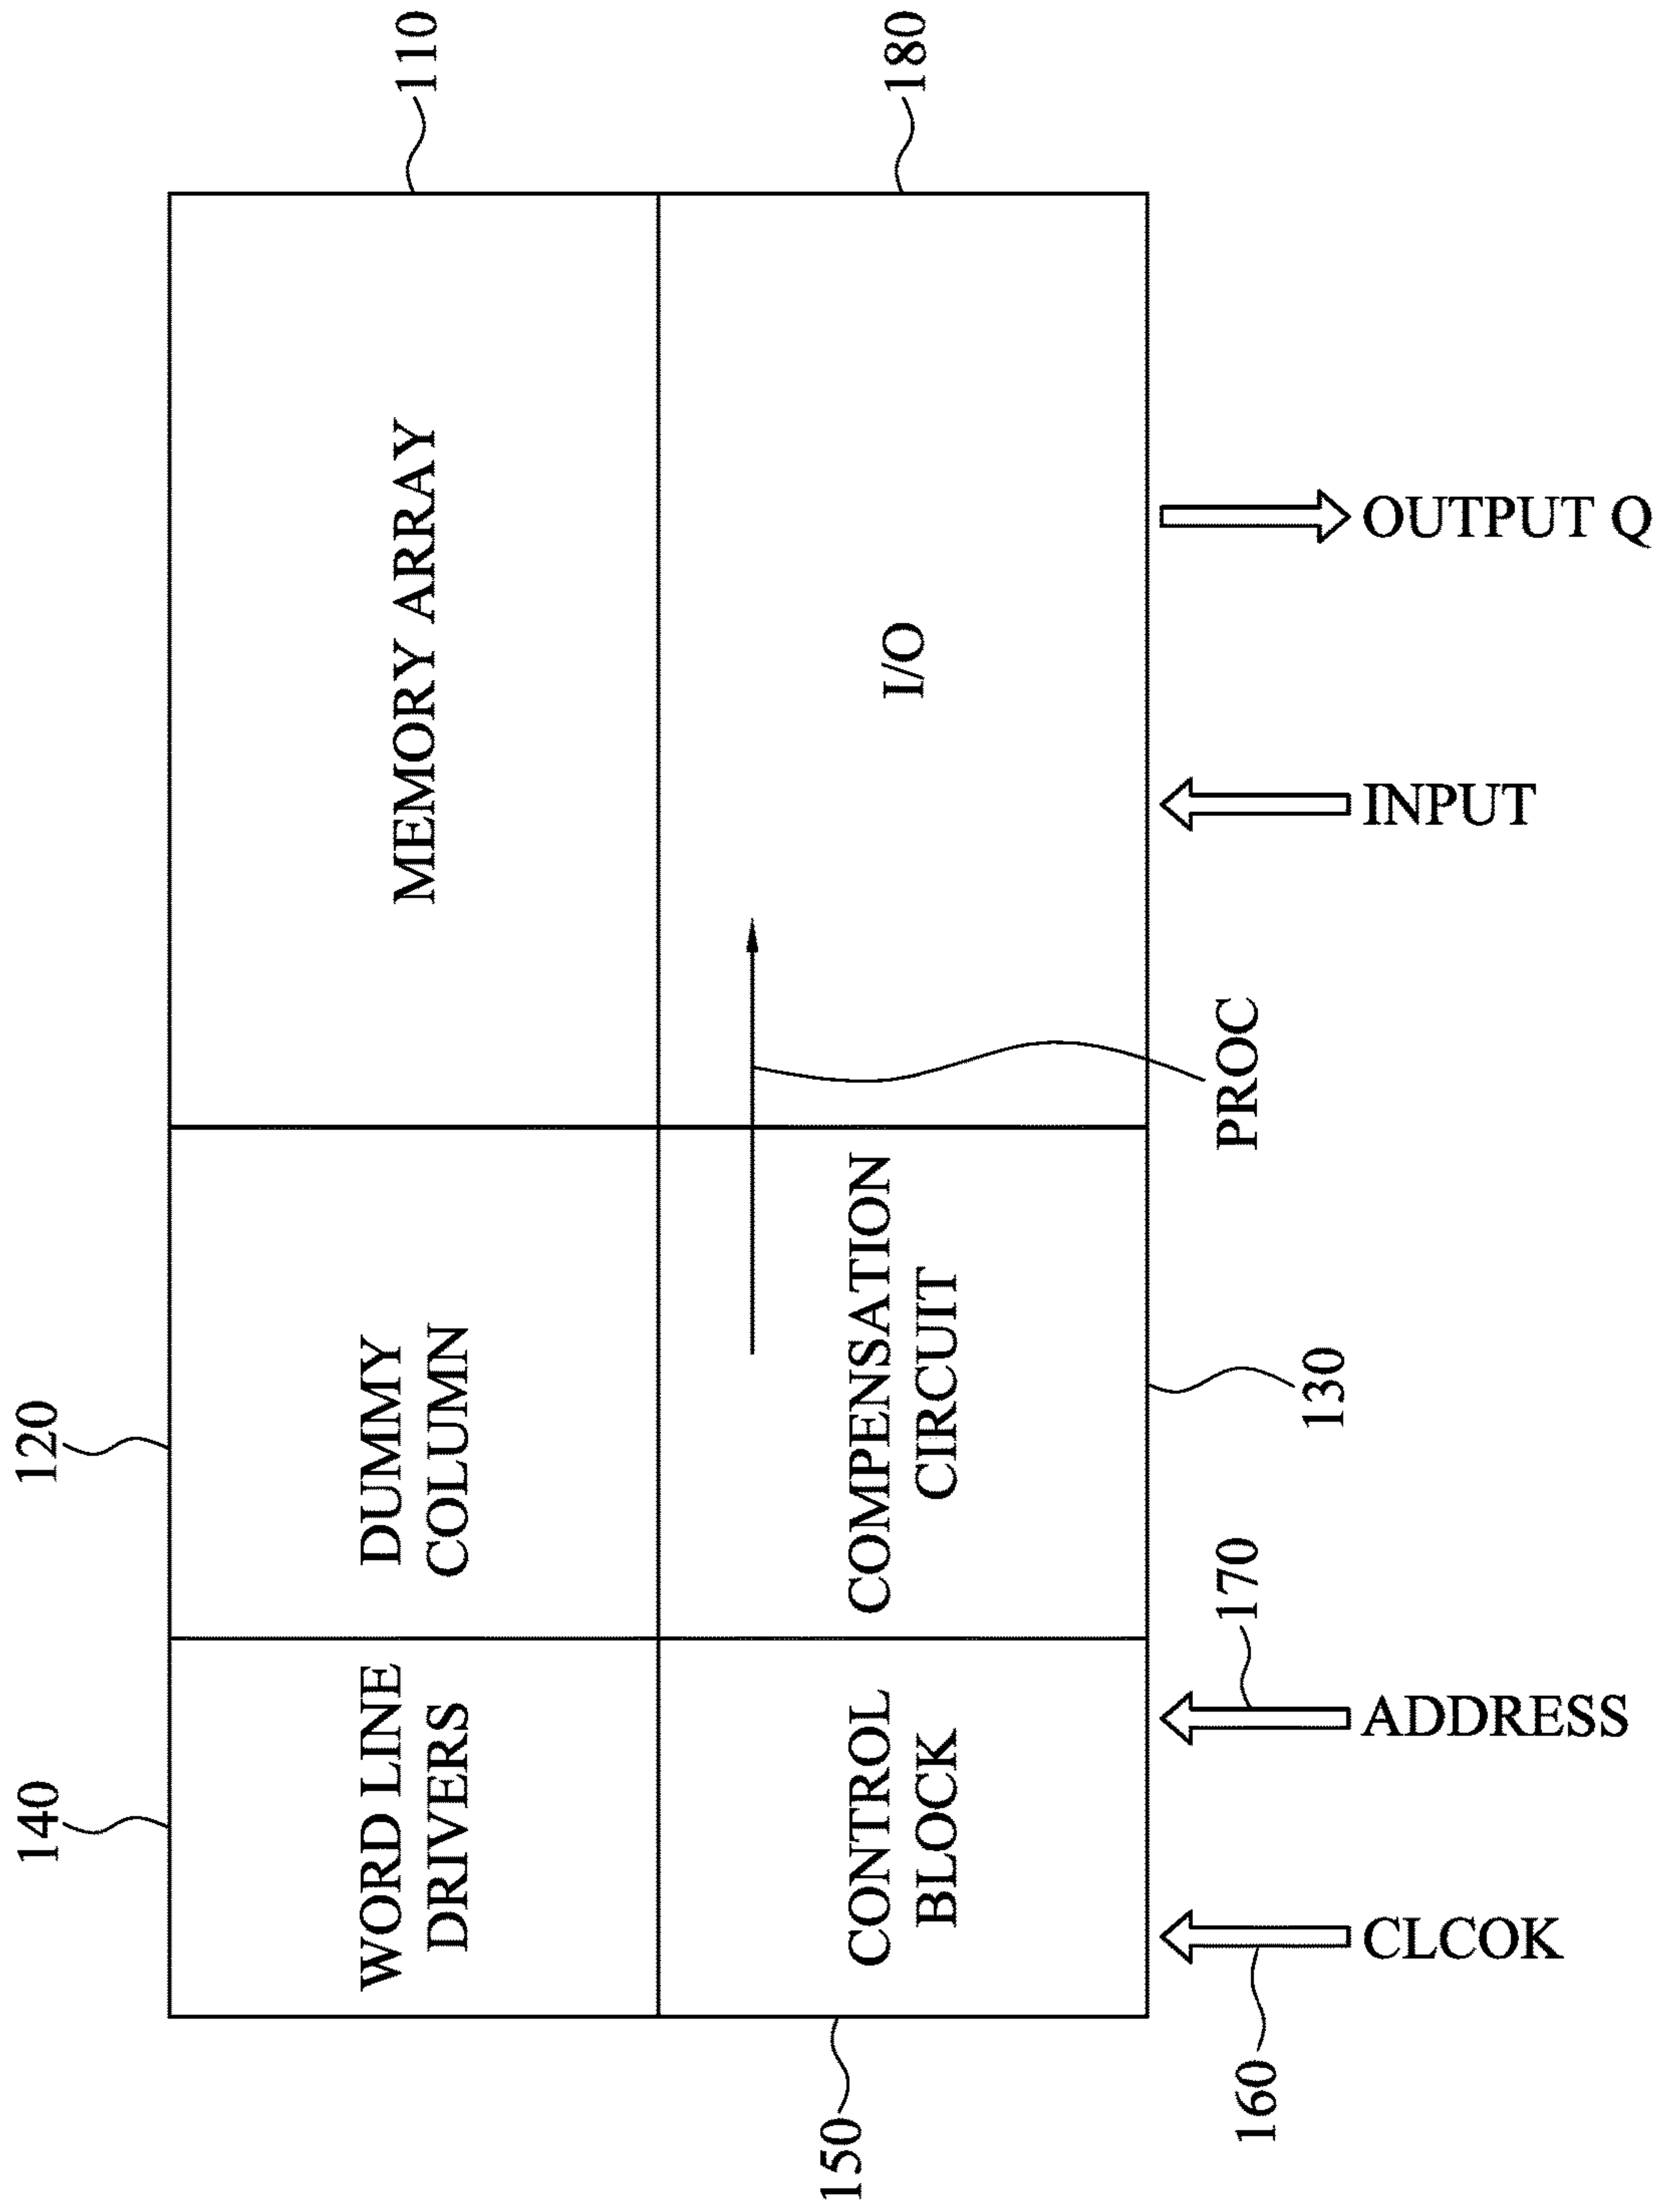 140
120
WORD LINE
DRIVERS
DUMMY
COLUMN
MEMORY ARRAY
110
150
CONTROL
BLOCK
COMPENSATION
CIRCUIT
I/O
180
160
170
130
PROC
CLCOK
ADDRESS
INPUT
OUTPUT Q